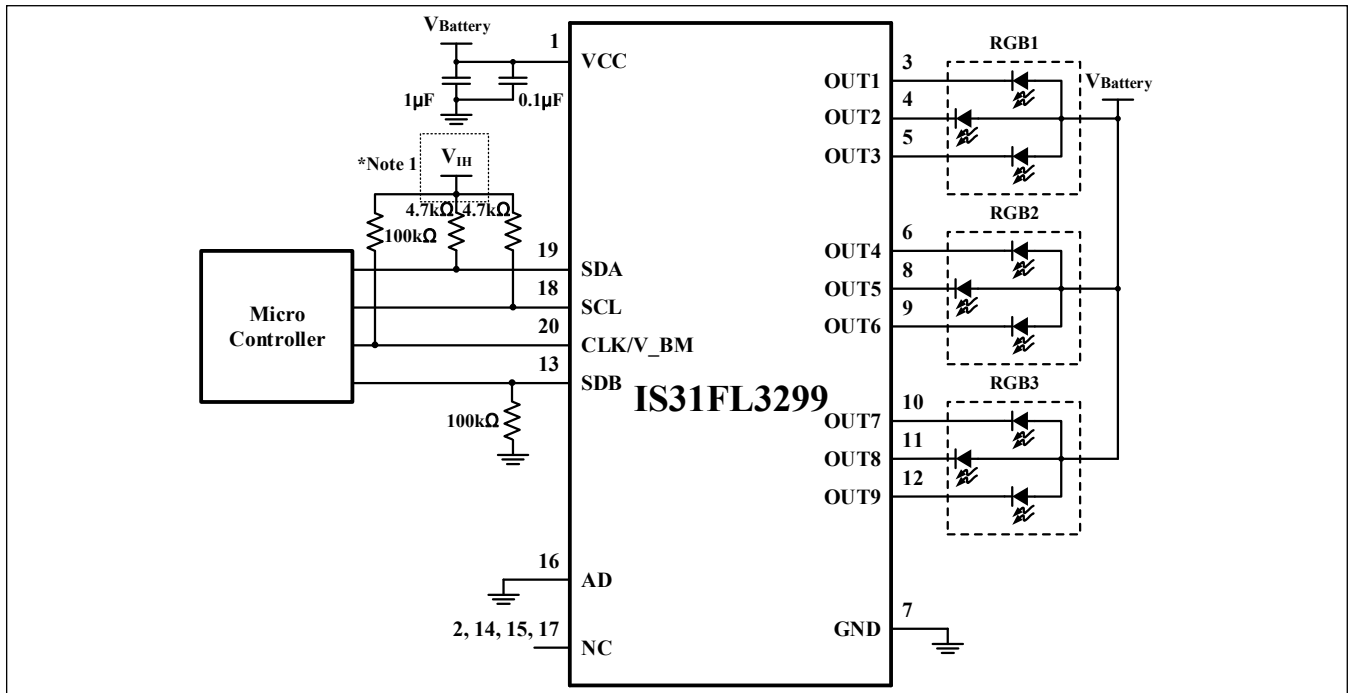 VBattery
1
VCC
1µF
0.1µF
*Note 1
VIH
4.7kΩ 4.7kΩ
100kΩ
Micro
Controller
19
SDA
18
SCL
20
CLK/V_BM
13
SDB
100kΩ
16
AD
2, 14, 15, 17
NC
IS31FL3299
3
OUT1
4
OUT2
5
OUT3
6
OUT4
8
OUT5
9
OUT6
10
OUT7
11
OUT8
12
OUT9
7
GND
RGB1
VBattery
RGB2
RGB3